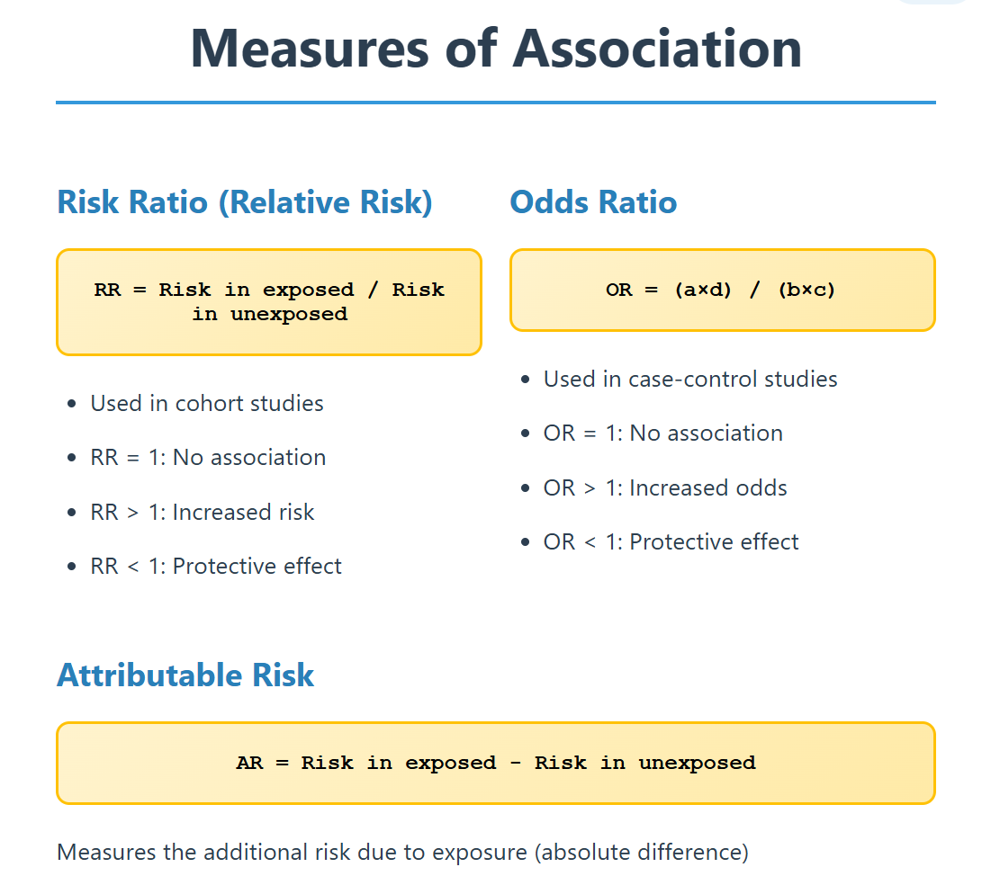 Measures of Association
Risk Ratio (Relative Risk)
RR = Risk in exposed / Risk
in unexposed
• Used in cohort studies
• RR = 1: No association
• RR > 1: Increased risk
• RR < 1: Protective effect
Odds Ratio
OR = (a×d) / (b×c)
• Used in case-control studies
• OR = 1: No association
• OR > 1: Increased odds
• OR < 1: Protective effect
Attributable Risk
AR = Risk in exposed - Risk in unexposed
Measures the additional risk due to exposure (absolute difference)